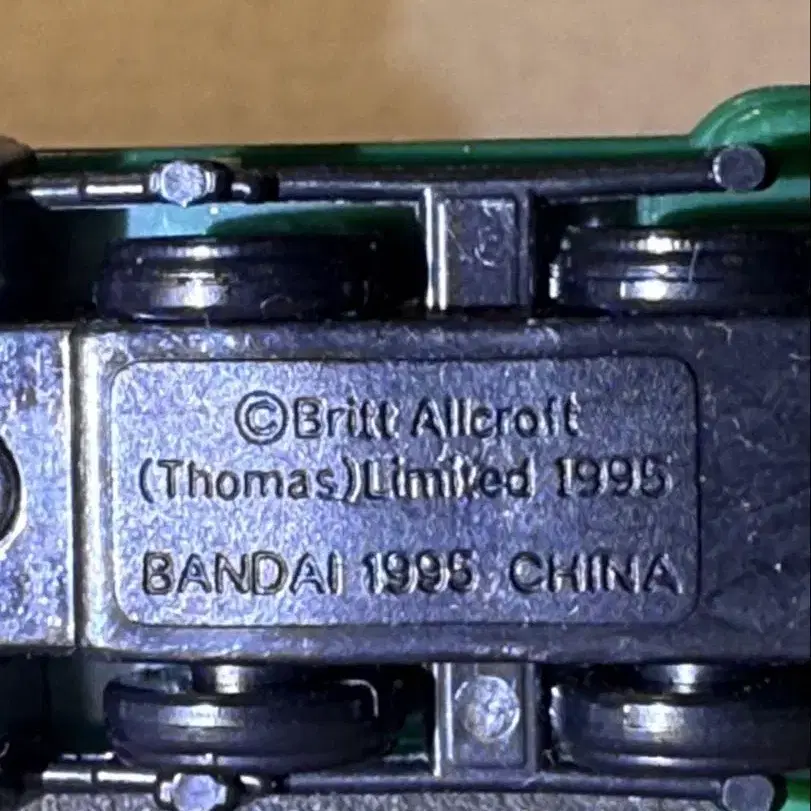 ©Britt Allcroft
(Thomas)Limited 1995
BANDAI 1995 CHINA